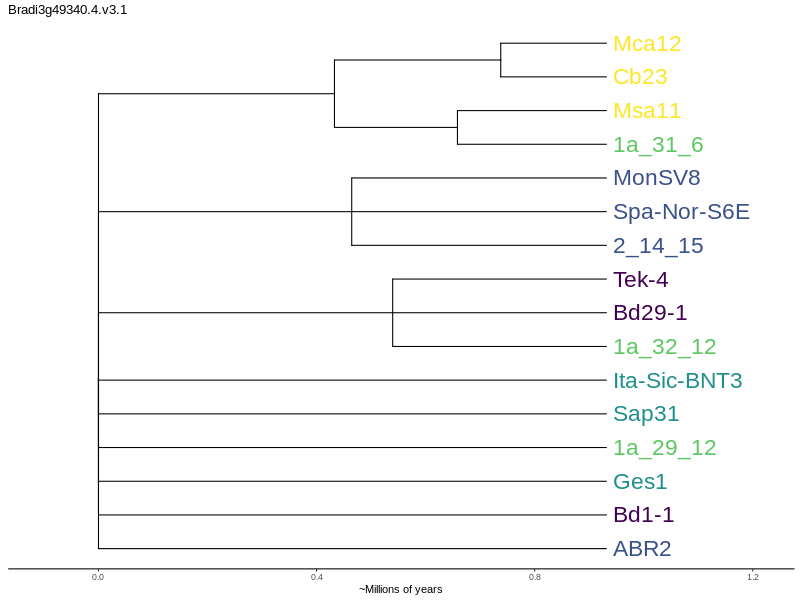 Bradi3g49340.4.v3.1
Mca12
Cb23
Msa11
1a_31_6
MonSV8
Spa-Nor-S6E
2_14_15
Tek-4
Bd29-1
1a_32_12
Ita-Sic-BNT3
Sap31
1a_29_12
Ges1
Bd1-1
ABR2
0.0 0.4 0.8 1.2
~Millions of years